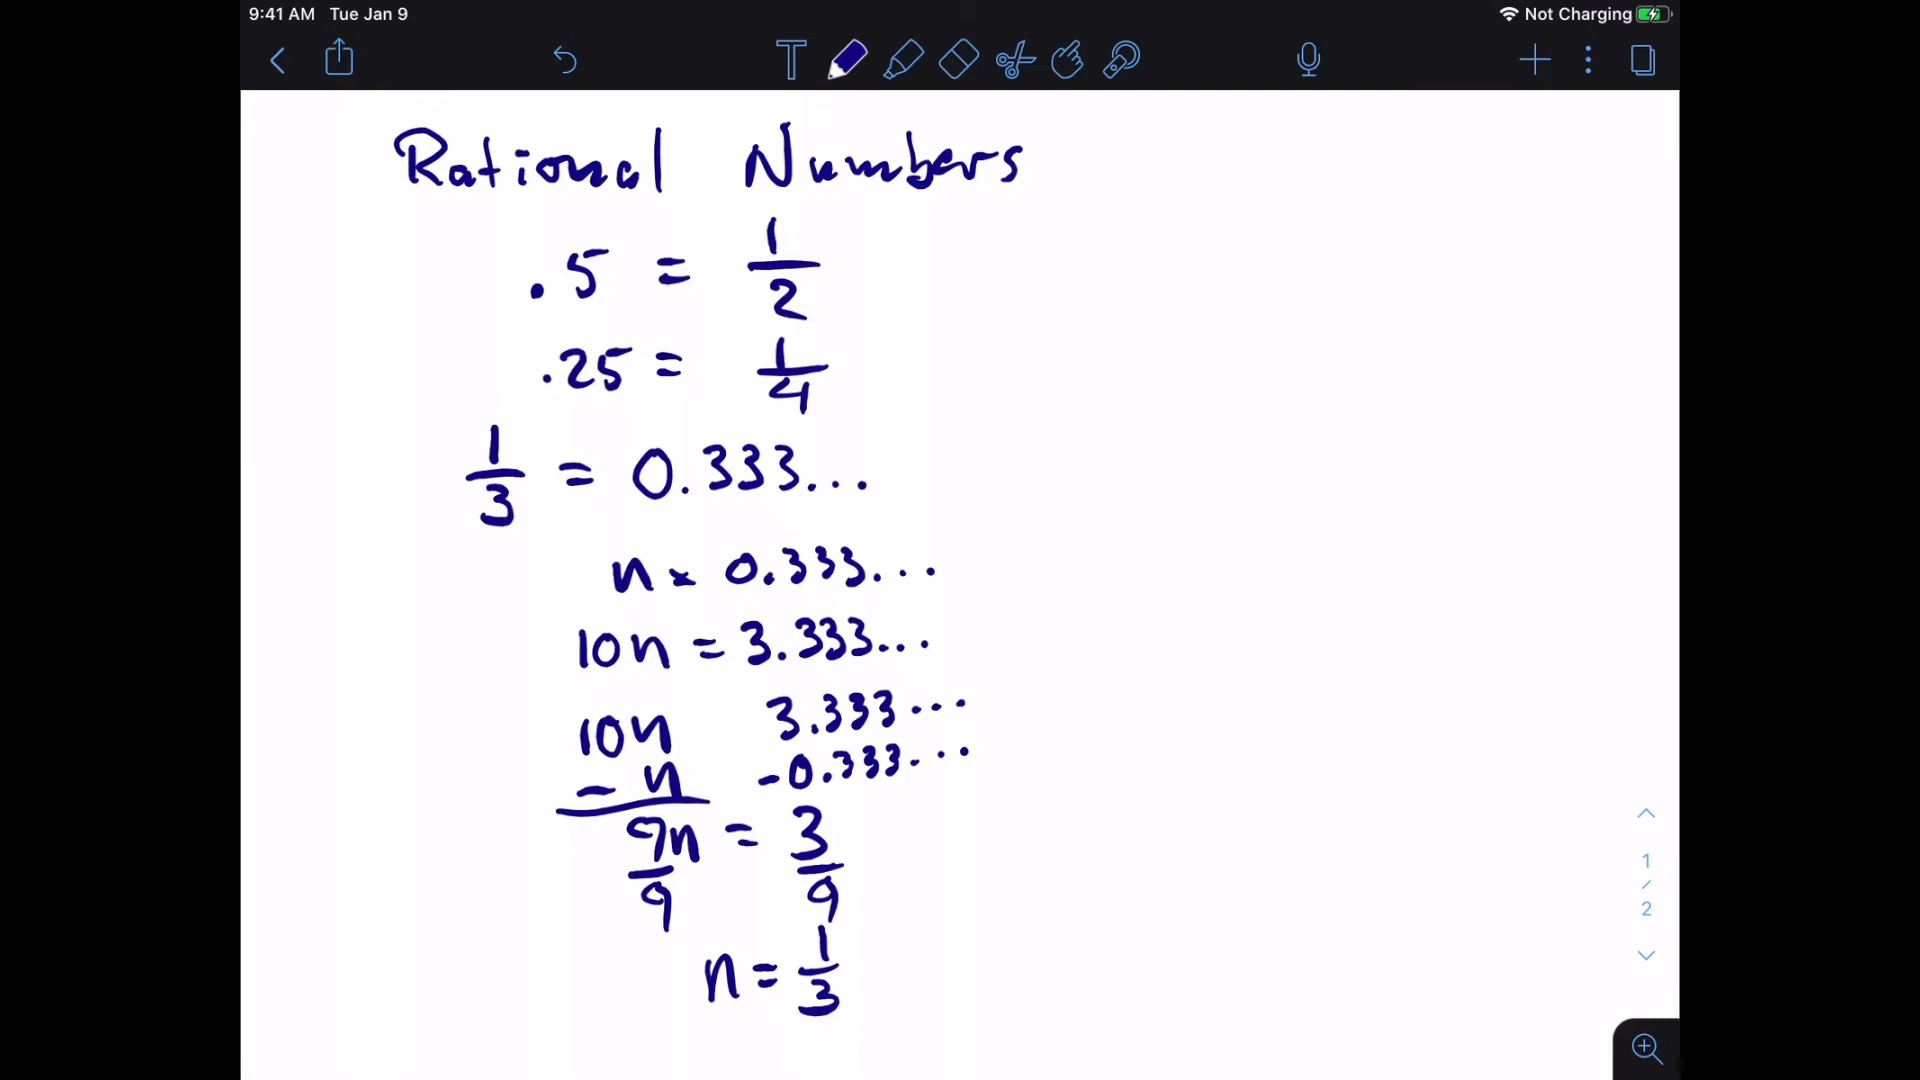 9:41 AM Tue Jan 9
Not Charging
T
Rational Numbers
.5 = 1/2
.25 = 1/4
1/3 = 0.333...
n = 0.333...
10n = 3.333...
10n 3.333...
- n -0.333...
9n/9 = 3/9
n = 1/3
1
/
2